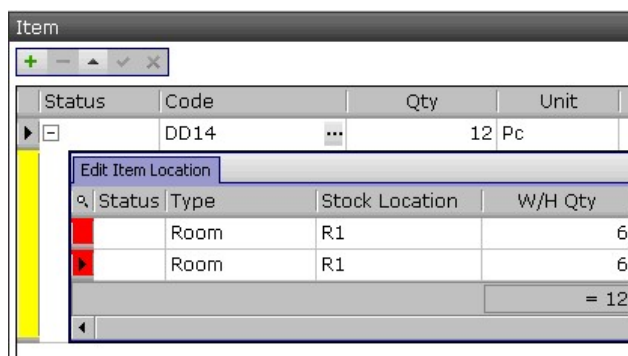 Item
Status Code Qty Unit
DD14 ... 12 Pc
Edit Item Location
Status Type Stock Location W/H Qty
Room R1 6
Room R1 6
= 12